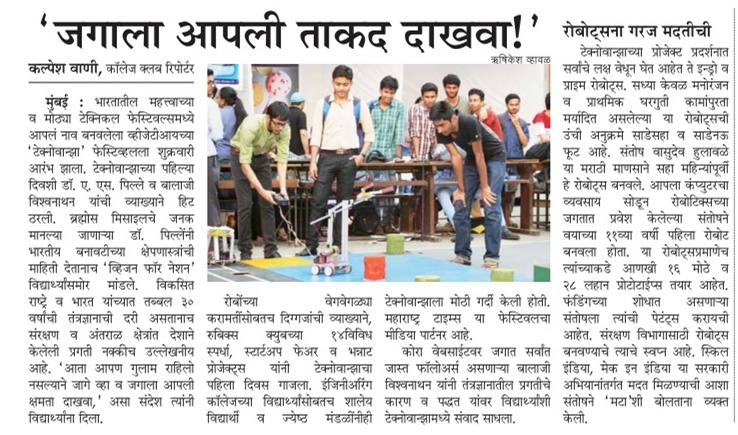 ‘जगाला आपली ताकद दाखवा!’
कल्पेश वाणी, कॉलेज क्लब रिपोर्टर
मुंबई : भारतातील महत्त्वाच्या
व मोठ्या टेक्निकल फेस्टिवल्समध्ये
आपलं नाव बनवलेला व्हीजेटीआयच्या
‘टेक्नोवान्झा’ फेस्टिव्हलला शुक्रवारी
आरंभ झाला. टेक्नोवान्झाच्या पहिल्या
दिवशी डॉ. ए. एस. पिल्ले व बालाजी
विश्वनाथन यांची व्याख्याने हिट
ठरली. ब्रह्मोस मिसाइलचे जनक
मानल्या जाणाऱ्या डॉ. पिल्लेंनी
भारतीय बनावटीच्या क्षेपणास्त्रांची
माहिती देतानाच ‘व्हिजन फॉर नेशन’
विद्यार्थ्यांसमोर मांडले. विकसित
राष्ट्रे व भारत यांच्यात तब्बल ३०
वर्षांची तंत्रज्ञानाची दरी असतानाच
संरक्षण व अंतराळ क्षेत्रांत देशाने
केलेली प्रगती नक्कीच उल्लेखनीय
आहे. ‘आता आपण गुलाम राहिलो
नसल्याने जागे व्हा व जगाला आपली
क्षमता दाखवा,’ असा संदेश त्यांनी
विद्यार्थ्यांना दिला.
ऋषिकेश व्हावळ
रोबोंच्या वेगवेगळ्या
करामतींसोबतच दिग्गजांची व्याख्याने,
रुबिक्स क्युबच्या १४विविध
स्पर्धा, स्टार्टअप फेअर व भन्नाट
प्रोजेक्ट्स यांनी टेक्नोवान्झाचा
पहिला दिवस गाजला. इंजिनीअरिंग
कॉलेजच्या विद्यार्थ्यांसोबतच शालेय
विद्यार्थी व ज्येष्ठ मंडळींनीही
टेक्नोवान्झाला मोठी गर्दी केली होती.
महाराष्ट्र टाइम्स या फेस्टिवलचा
मीडिया पार्टनर आहे.
कोरा वेबसाईटवर जगात सर्वांत
जास्त फॉलोअर्स असणाऱ्या बालाजी
विश्वनाथन यांनी तंत्रज्ञानातील प्रगतीचे
कारण व पद्धत यांवर विद्यार्थ्यांशी
टेक्नोवान्झामध्ये संवाद साधला.
रोबोट्सना गरज मदतीची
टेक्नोवान्झाच्या प्रोजेक्ट प्रदर्शनात
सर्वांचे लक्ष वेधून घेत आहेत ते इन्ड्रो व
प्राइम रोबोट्स. सध्या केवळ मनोरंजन
व प्राथमिक घरगुती कामांपुरता
मर्यादित असलेल्या या रोबोट्सची
उंची अनुक्रमे साडेसहा व साडेनऊ
फूट आहे. संतोष वासुदेव हुलावळे
या मराठी माणसाने सहा महिन्यांपूर्वी
हे रोबोट्स बनवले. आपला कंप्युटरचा
व्यवसाय सोडून रोबोटिक्सच्या
जगतात प्रवेश केलेल्या संतोषने
वयाच्या ११व्या वर्षी पहिला रोबोट
बनवला होता. या रोबोट्सप्रमाणेच
त्यांच्याकडे आणखी १६ मोठे व
२८ लहान प्रोटोटाईप्स तयार आहेत.
फंडिंगच्या शोधात असणाऱ्या
संतोषला त्यांची पेटंट्स करायची
आहेत. संरक्षण विभागासाठी रोबोट्स
बनवण्याचे त्याचे स्वप्न आहे. स्किल
इंडिया, मेक इन इंडिया या सरकारी
अभियानांतर्गत मदत मिळण्याची आशा
संतोषने ‘मटा’शी बोलताना व्यक्त
केली.